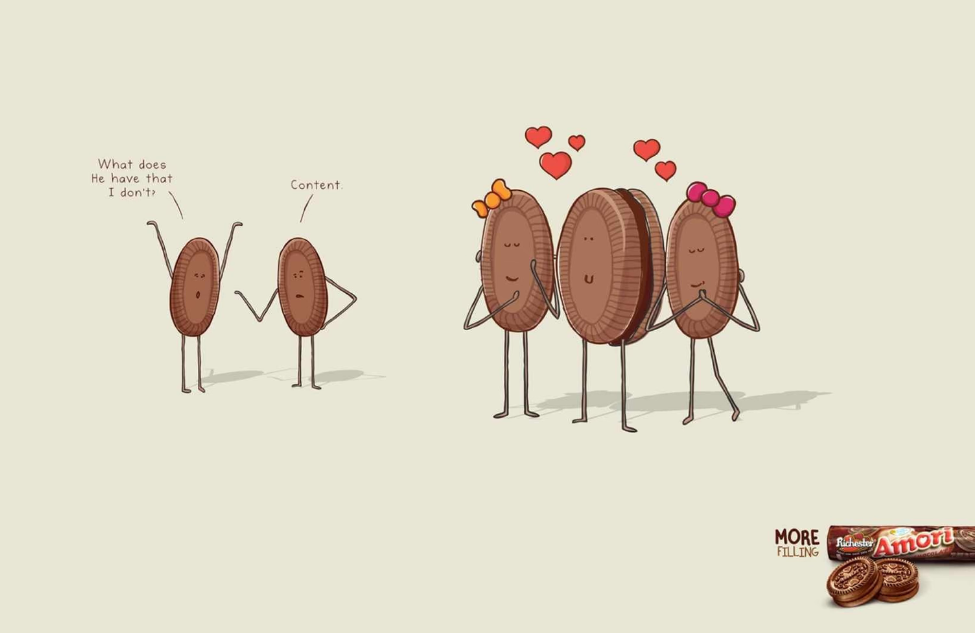 What does
He have that
I don't?
Content.
MORE
FILLING
Richester
Amori